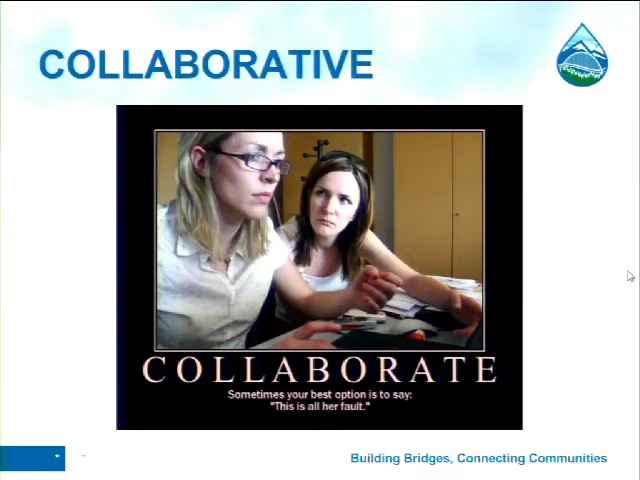 COLLABORATIVE
COLLABORATE
Sometimes your best option is to say:
"This is all her fault."
Building Bridges, Connecting Communities